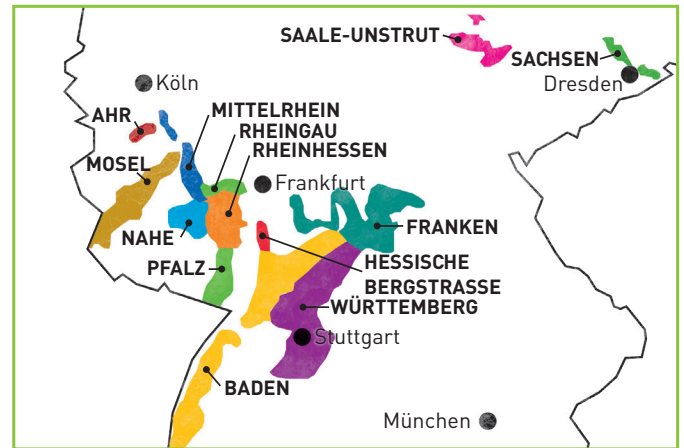 SAALE-UNSTRUT
SACHSEN
Dresden
Köln
AHR
MITTELRHEIN
RHEINGAU
RHEINHESSEN
MOSEL
Frankfurt
NAHE
FRANKEN
PFALZ
HESSISCHE
BERGSTRASSE
WÜRTTEMBERG
Stuttgart
BADEN
München